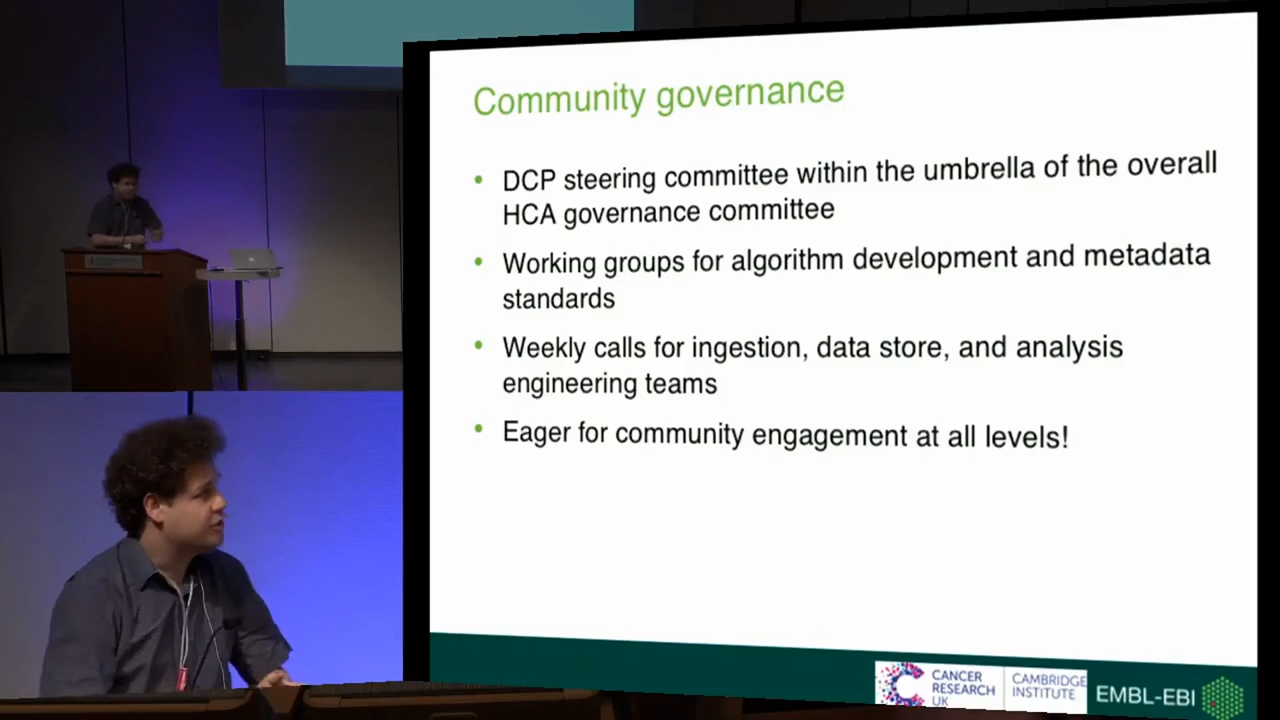 Community governance
• DCP steering committee within the umbrella of the overall
HCA governance committee
• Working groups for algorithm development and metadata
standards
• Weekly calls for ingestion, data store, and analysis
engineering teams
• Eager for community engagement at all levels!
CANCER
RESEARCH
UK
CAMBRIDGE
INSTITUTE
EMBL-EBI